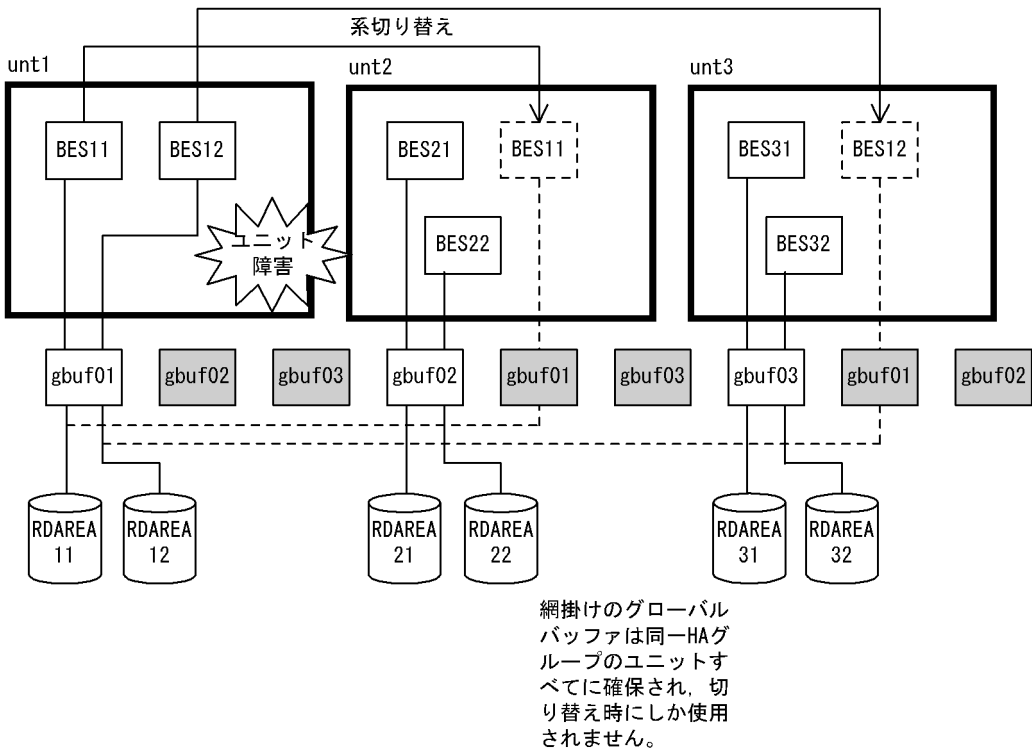 系切り替え
unt1
unt2
unt3
BES11
BES12
BES21
BES11
BES31
BES12
BES22
BES32
ユニット
障害
gbuf01
gbuf02
gbuf03
gbuf02
gbuf01
gbuf03
gbuf03
gbuf01
gbuf02
RDAREA
11
RDAREA
12
RDAREA
21
RDAREA
22
RDAREA
31
RDAREA
32
網掛けのグローバル
バッファは同一HAグ
ループのユニットす
べてに確保され，切
り替え時にしか使用
されません。